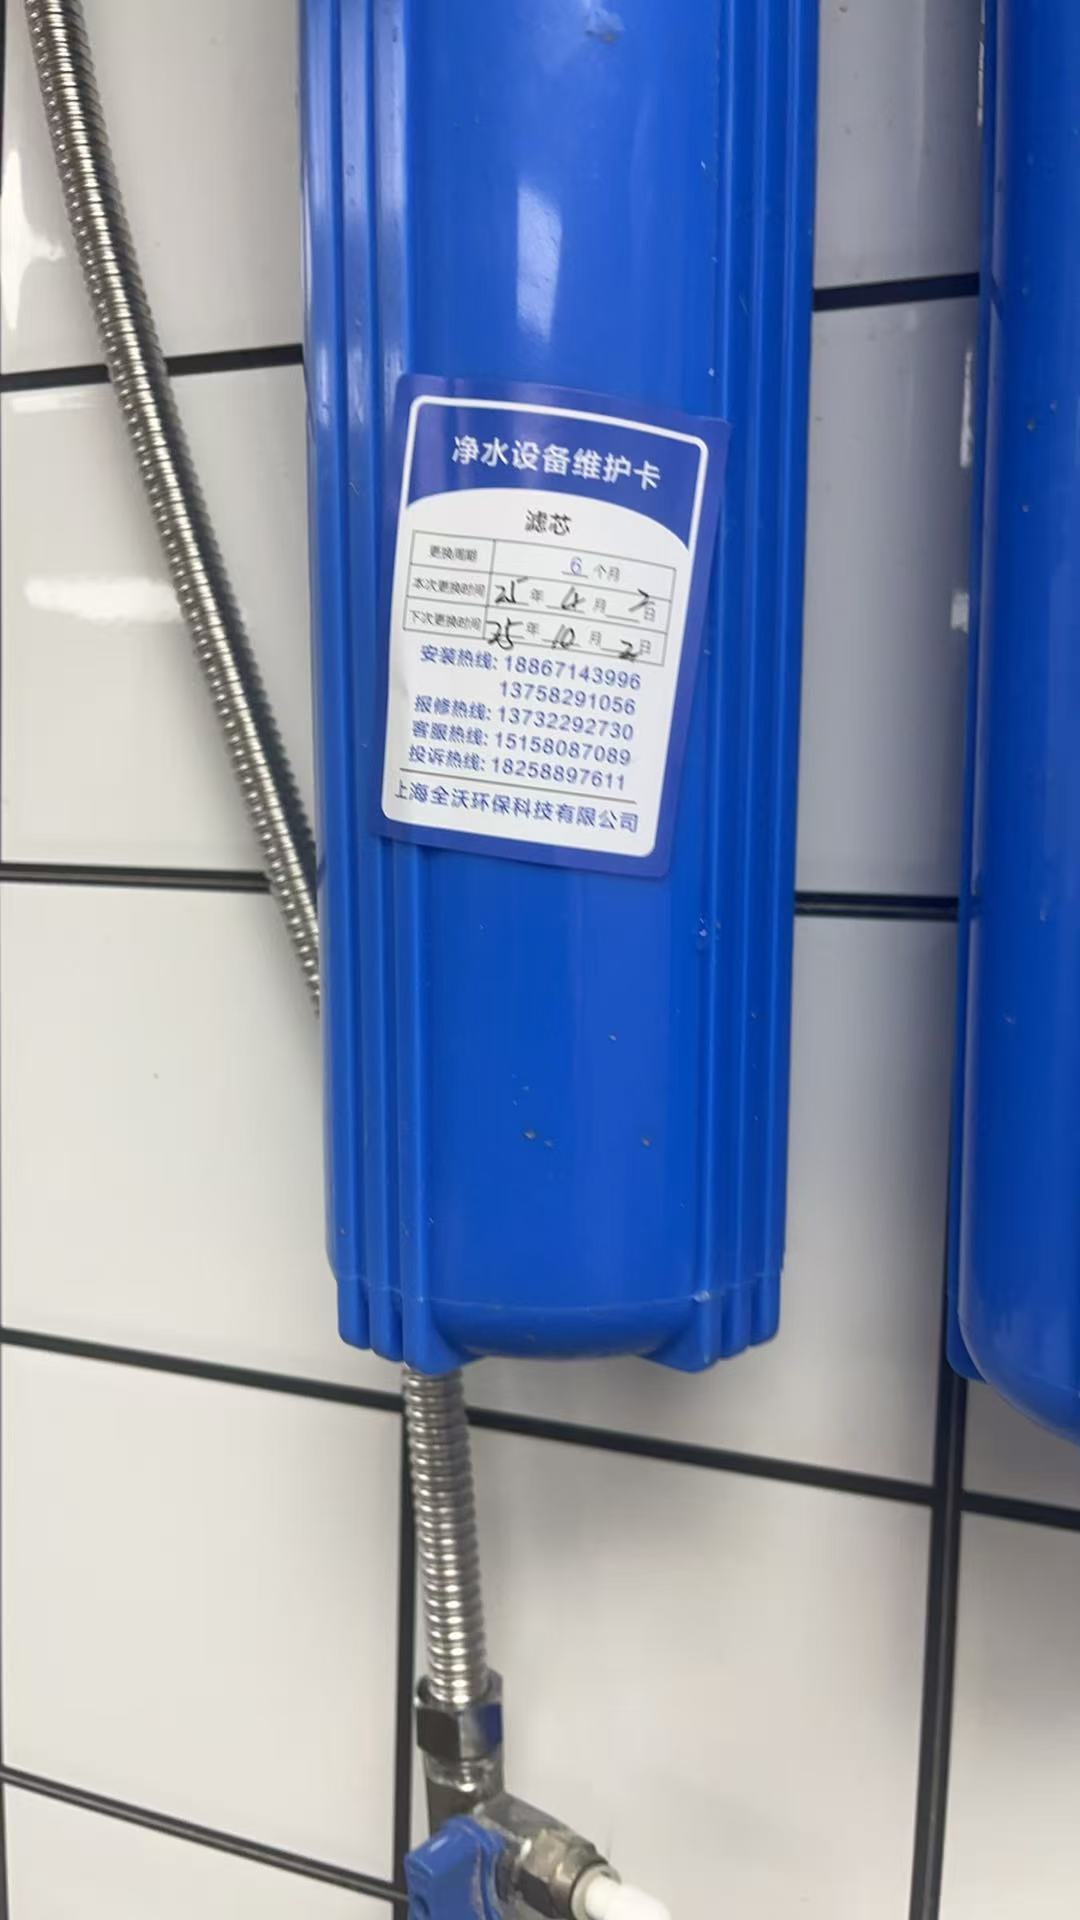 净水设备维护卡
滤芯
更换周期 6 个月
本次更换时间 25 年 4 月 2 日
下次更换时间 25 年 10 月 2 日
安装热线: 18867143996
13758291056
报修热线: 13732292730
客服热线: 15158087089
投诉热线: 18258897611
上海全沃环保科技有限公司